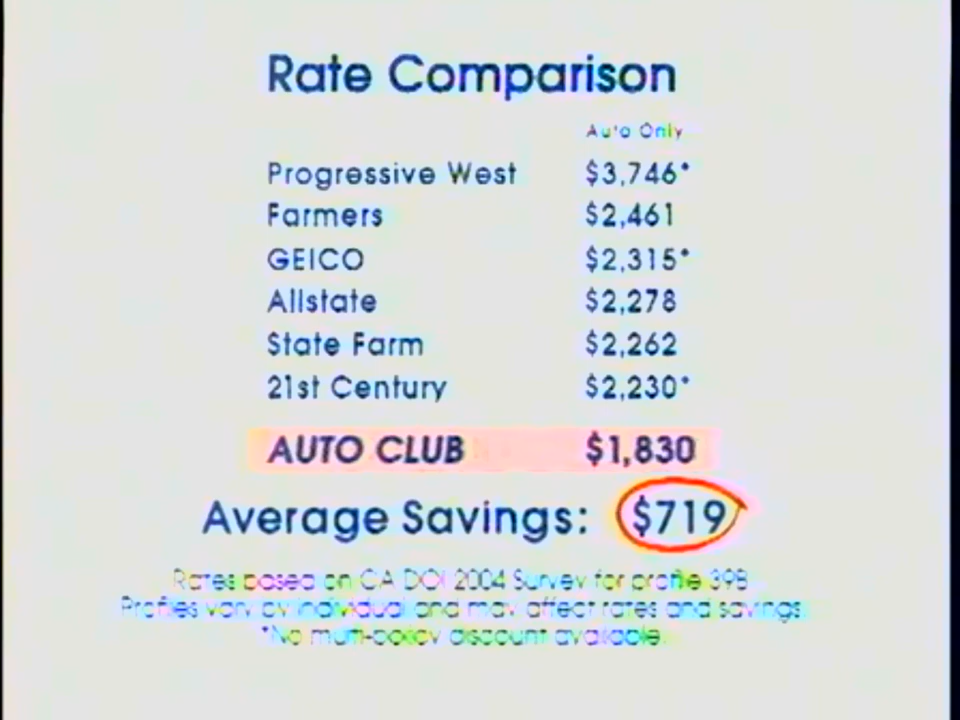 Rate Comparison
Auto Only
Progressive West $3,746*
Farmers $2,461
GEICO $2,315*
Allstate $2,278
State Farm $2,262
21st Century $2,230*
AUTO CLUB $1,830
Average Savings: $719
Rates based on CA DOI 2004 Survey for profile 398
Profiles vary by individual and may affect rates and savings.
*No multi-policy discount available.